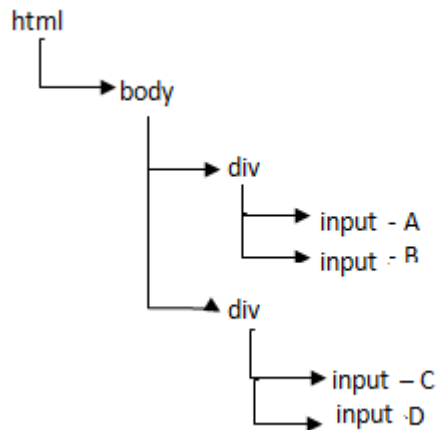 html
body
div
input - A
input - B
div
input – C
input D